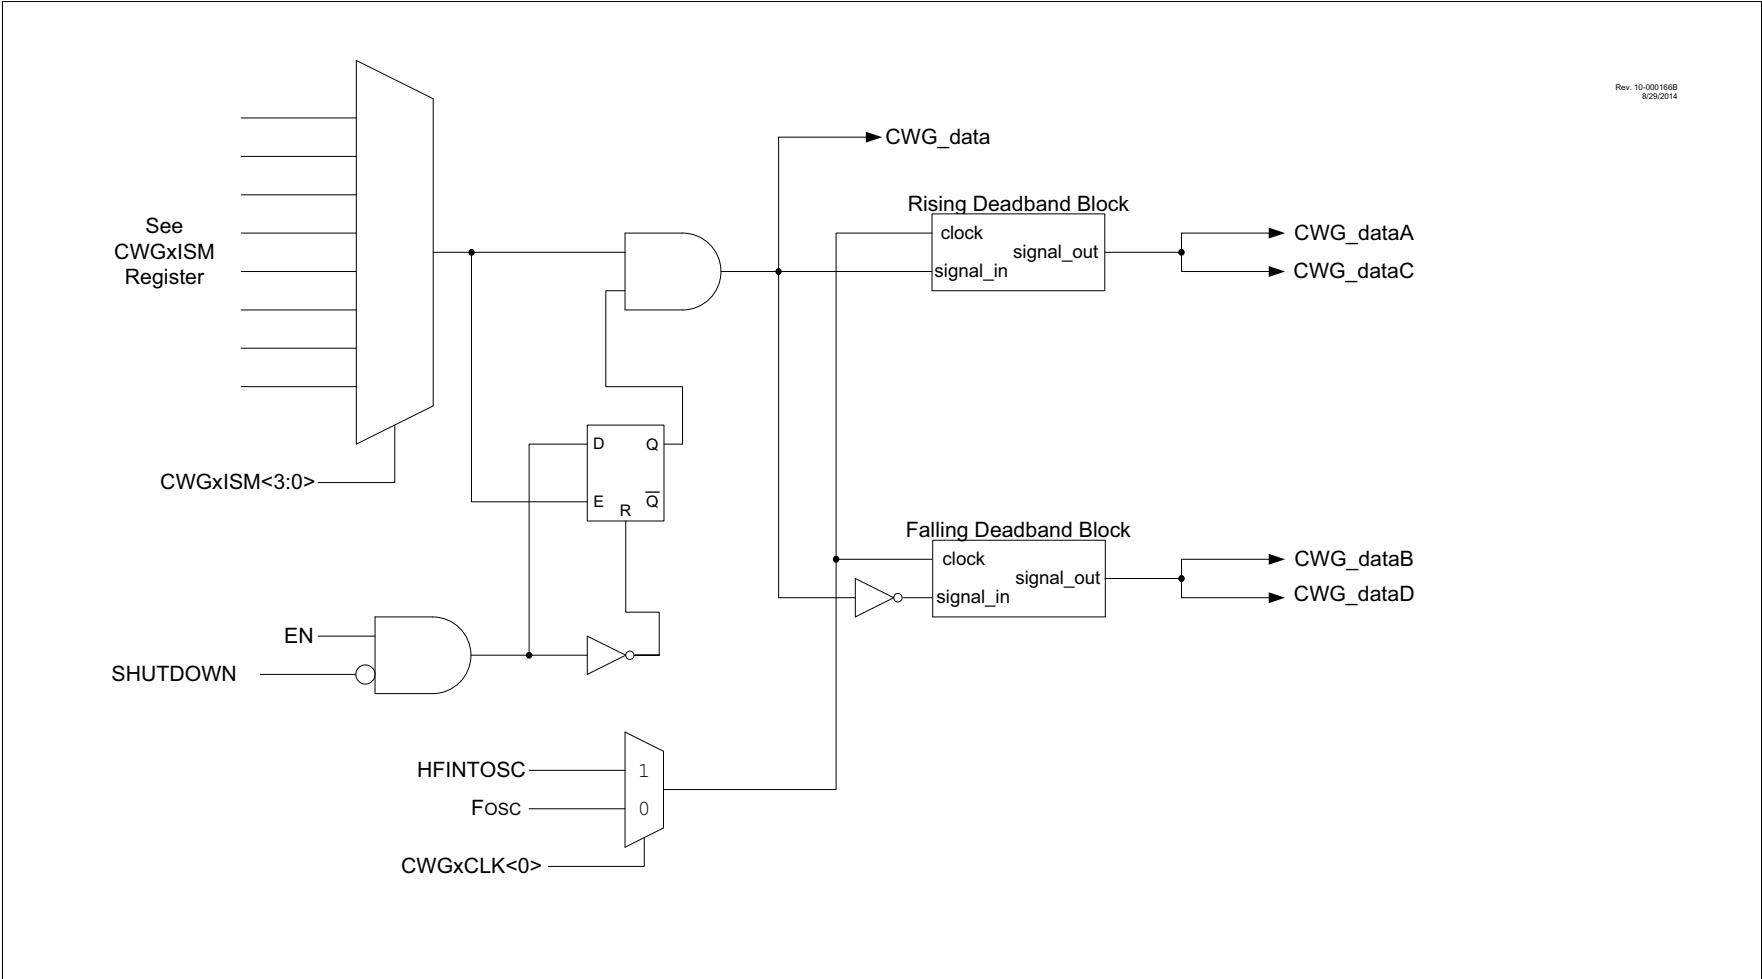 Rev. 10-000166B
8/29/2014
CWG_data
Rising Deadband Block
clock
signal_in
signal_out
CWG_dataA
CWG_dataC
See
CWGxISM
Register
CWGxISM<3:0>
D
Q
E
R
Q̅
Falling Deadband Block
clock
signal_in
signal_out
CWG_dataB
CWG_dataD
EN
SHUTDOWN
HFINTOSC
1
FOSC
0
CWGxCLK<0>